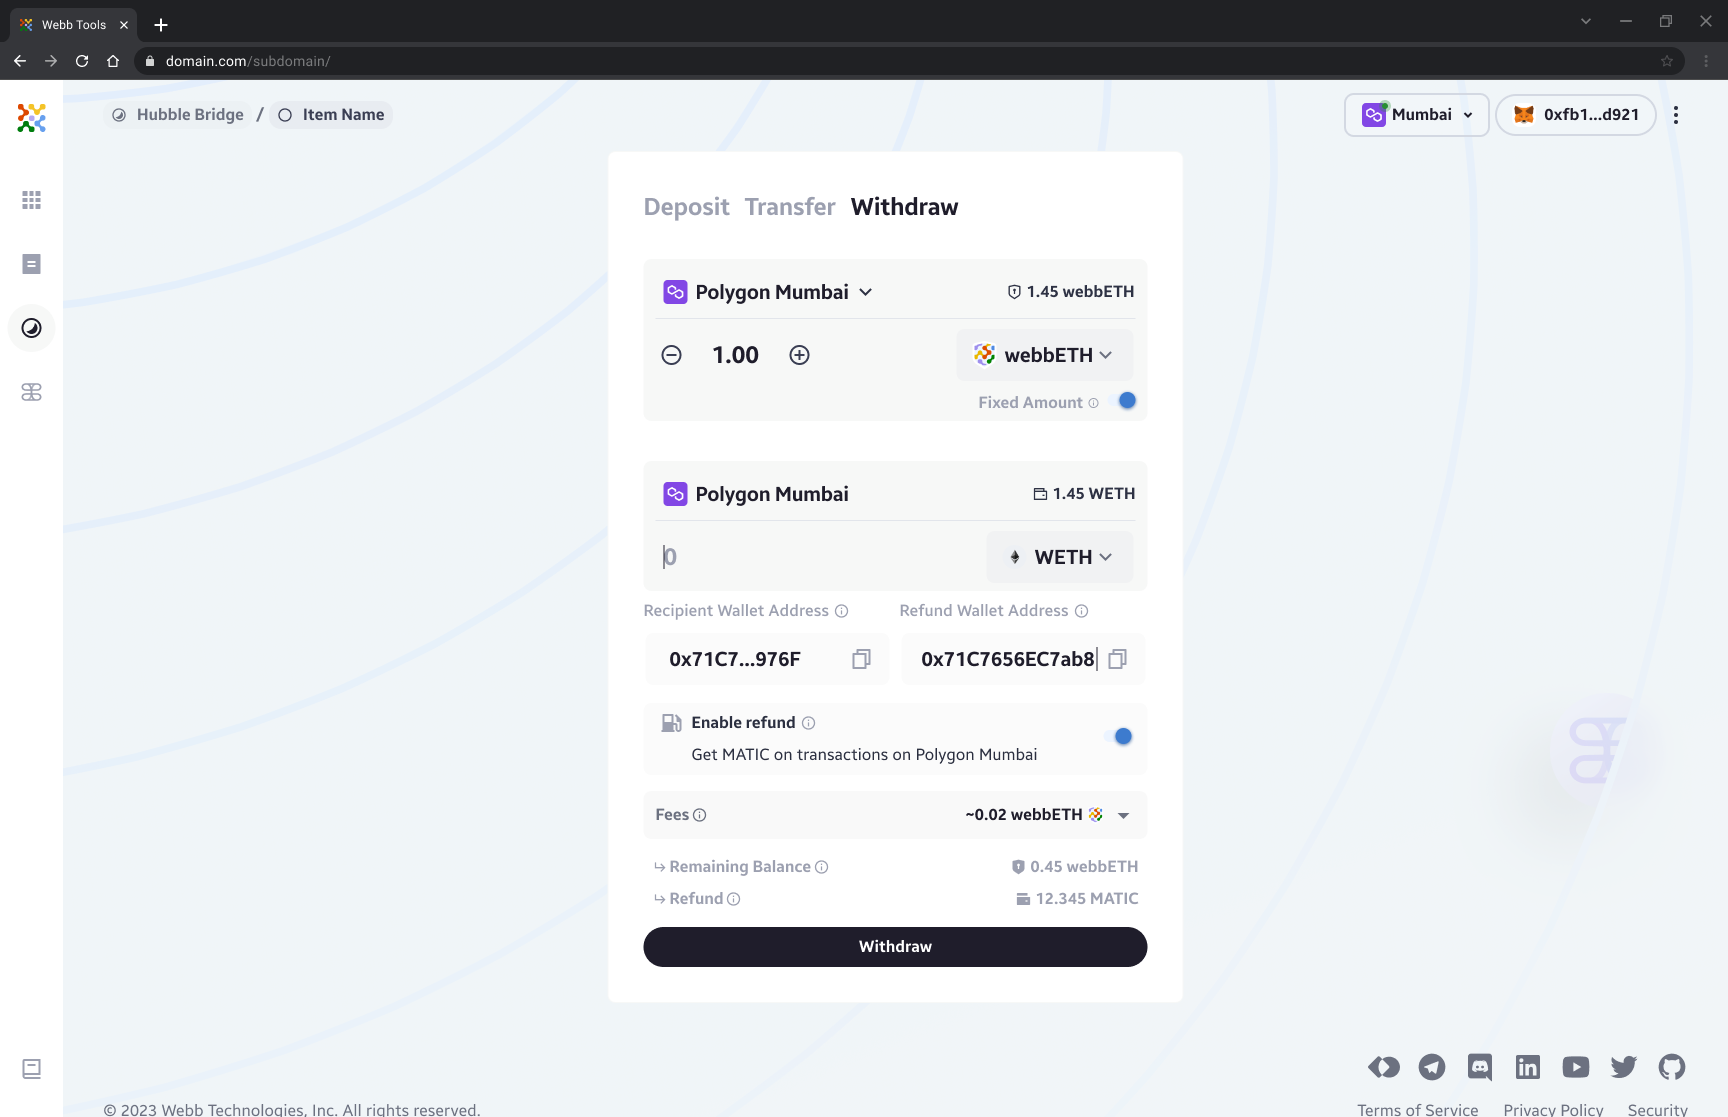 Webb Tools
domain.com/subdomain/
Hubble Bridge / Item Name
Mumbai
0xfb1...d921
Deposit Transfer Withdraw
Polygon Mumbai
1.45 webbETH
1.00
webbETH
Fixed Amount
Polygon Mumbai
1.45 WETH
0
WETH
Recipient Wallet Address
Refund Wallet Address
0x71C7...976F
0x71C7656EC7ab8
Enable refund
Get MATIC on transactions on Polygon Mumbai
Fees
~0.02 webbETH
Remaining Balance
0.45 webbETH
Refund
12.345 MATIC
Withdraw
© 2023 Webb Technologies, Inc. All rights reserved.
Terms of Service
Privacy Policy
Security